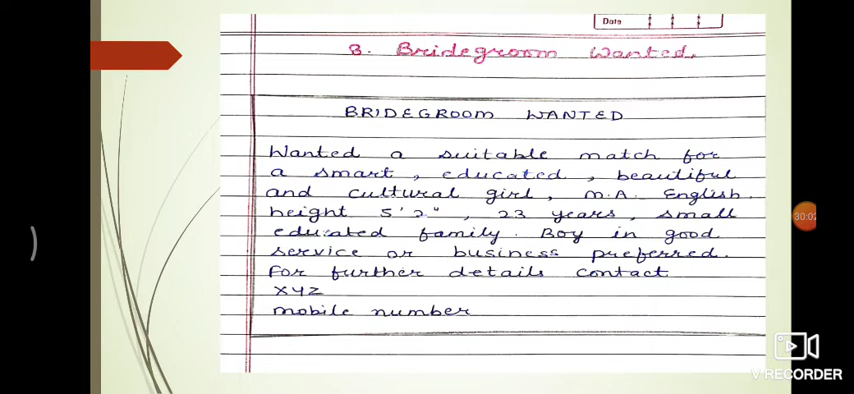 Date
B. Bridegroom Wanted.
BRIDEGROOM WANTED
Wanted a suitable match for
a smart, educated, beautiful
and cultural girl, M.A. English.
height 5'2", 23 years, small
educated family. Boy in good
service or business preferred.
For further details contact
XYZ
mobile number
00:02
V-RECORDER